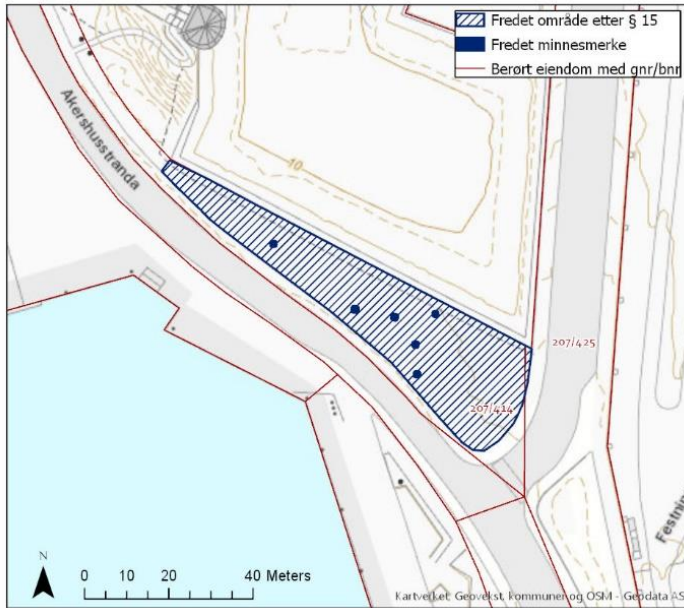 Fredet område etter § 15
Fredet minnesmerke
Berørt eiendom med gnr/bnr
Akershusstranda
10
207/425
207/414
N
0 10 20 40 Meters
Kartverket, Geovekst, kommuner og OSM - Geodata AS